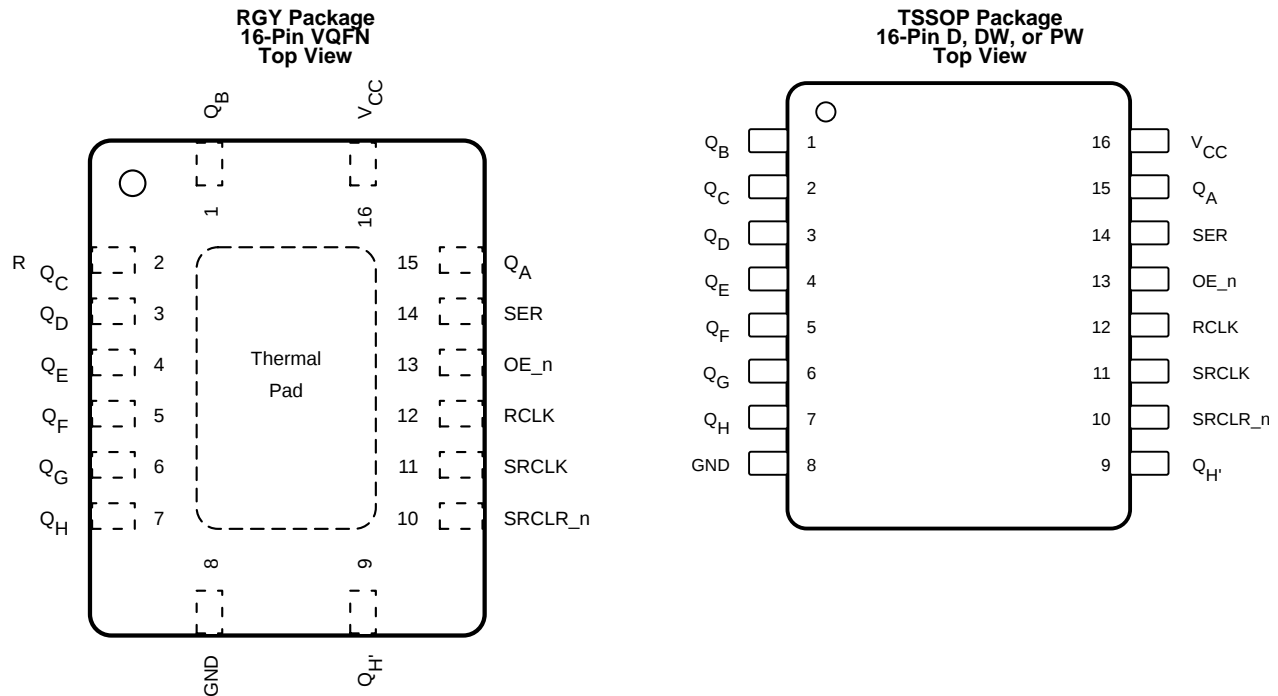 RGY Package
16-Pin VQFN
Top View
QB
VCC
1
16
R
QC 2
15 QA
QD 3
14 SER
QE 4
13 OE_n
QF 5
12 RCLK
QG 6
11 SRCLK
QH 7
10 SRCLR_n
Thermal
Pad
8
9
GND
QH'
TSSOP Package
16-Pin D, DW, or PW
Top View
QB 1
16 VCC
QC 2
15 QA
QD 3
14 SER
QE 4
13 OE_n
QF 5
12 RCLK
QG 6
11 SRCLK
QH 7
10 SRCLR_n
GND 8
9 QH'